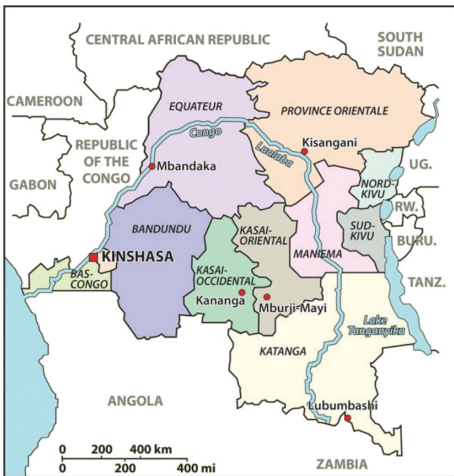 CENTRAL AFRICAN REPUBLIC
SOUTH
SUDAN
CAMEROON
EQUATEUR
PROVINCE ORIENTALE
Congo
REPUBLIC
OF THE
CONGO
Lualaba
Kisangani
Mbandaka
GABON
UG.
NORD-
KIVU
RW.
BANDUNDU
KASAI-
ORIENTAL
SUD-
KIVU
BURU.
MANIEMA
KINSHASA
BAS-
CONGO
KASAI-
OCCIDENTAL
TANZ.
Kananga
Mburji-Mayi
Lake
Tanganyika
KATANGA
ANGOLA
Lubumbashi
0 200 400 km
0 200 400 mi
ZAMBIA